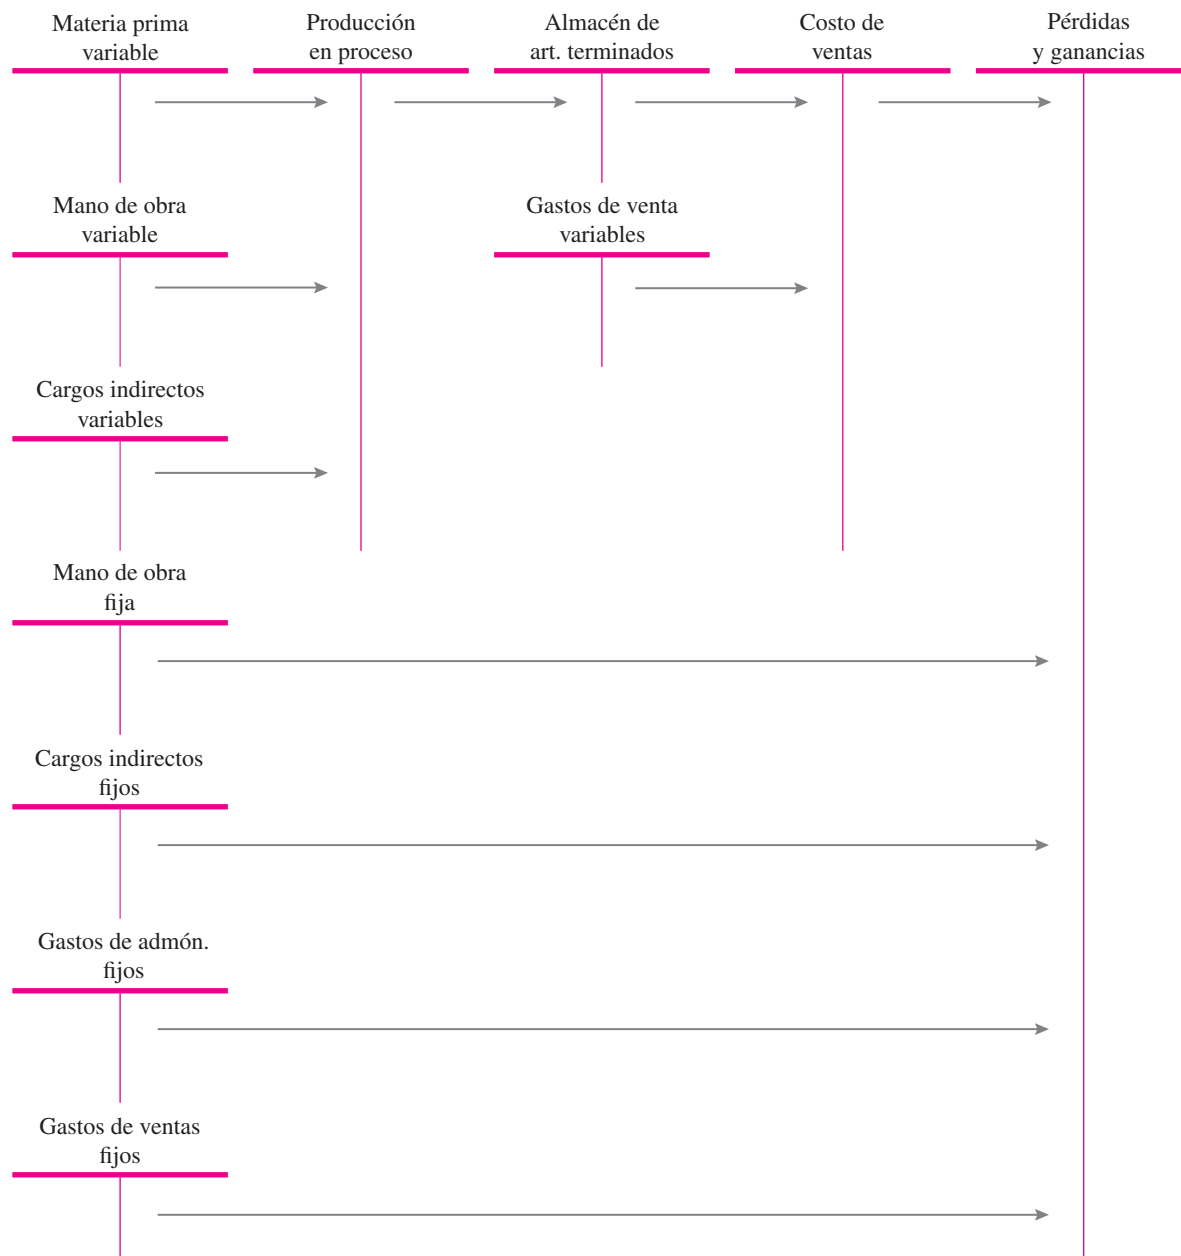 Materia prima
variable
Producción
en proceso
Almacén de
art. terminados
Costo de
ventas
Pérdidas
y ganancias
Mano de obra
variable
Gastos de venta
variables
Cargos indirectos
variables
Mano de obra
fija
Cargos indirectos
fijos
Gastos de admón.
fijos
Gastos de ventas
fijos